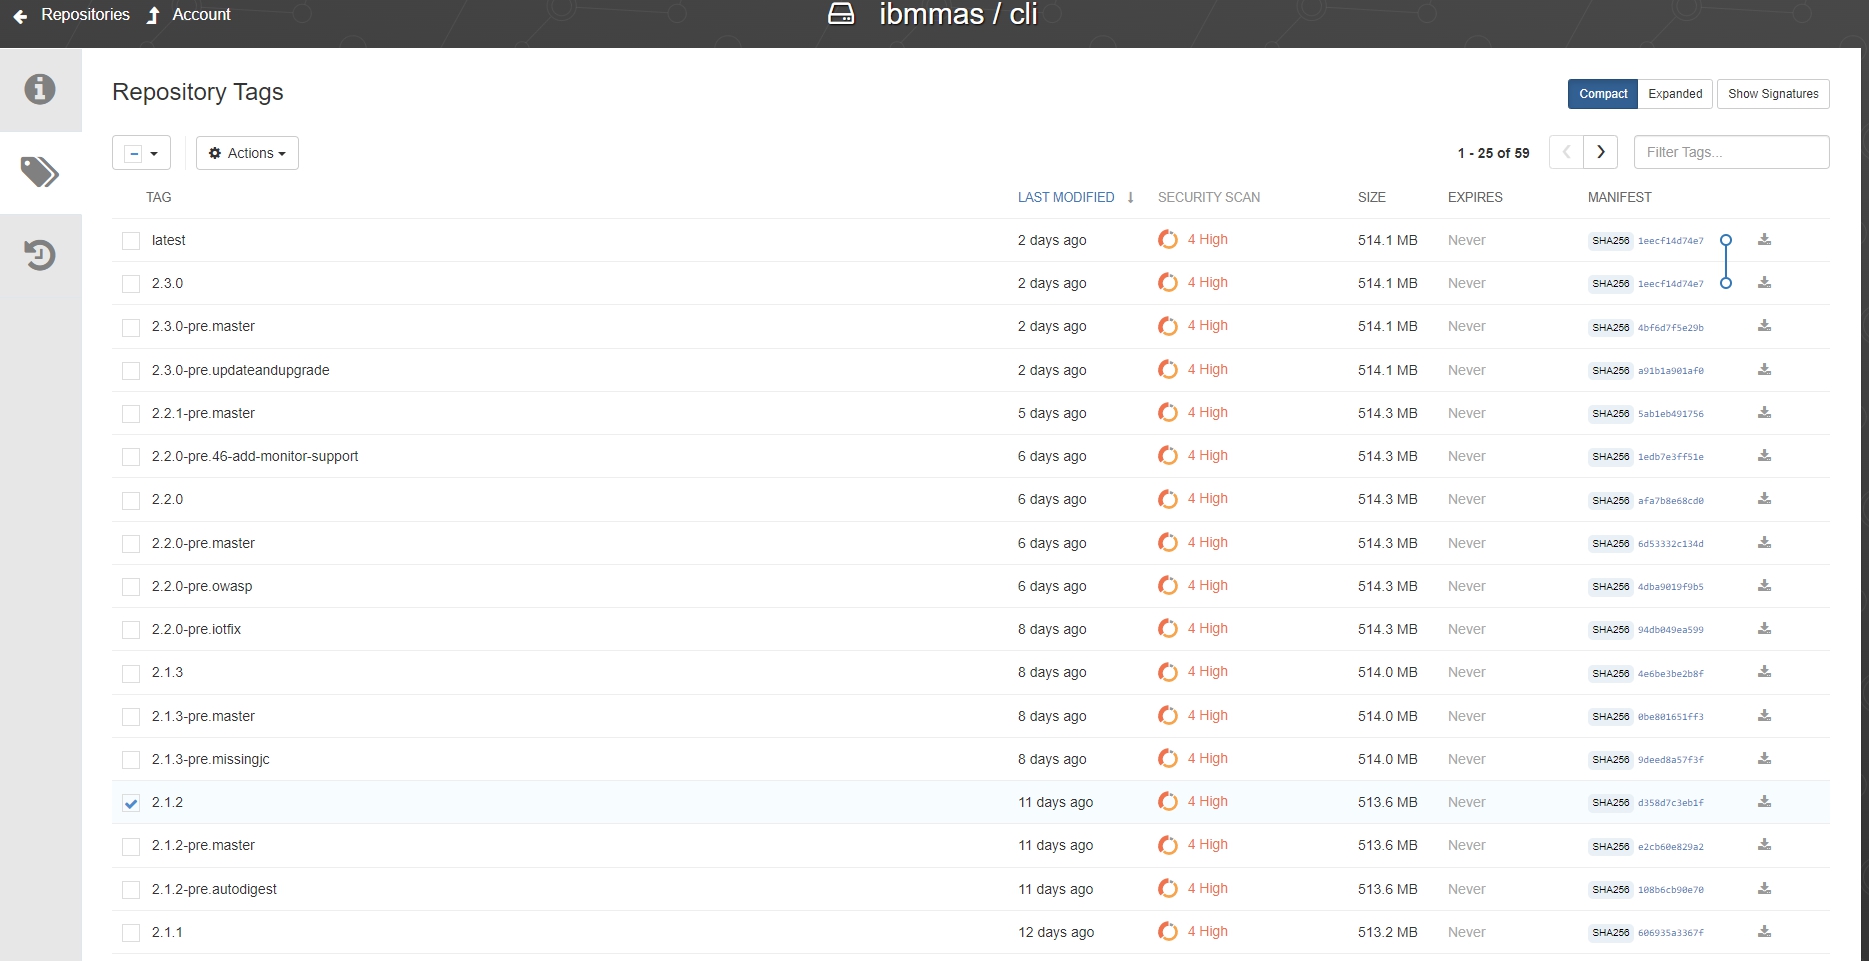 Repositories Account ibmmas / cli
Repository Tags Compact Expanded Show Signatures
Actions 1 - 25 of 59 Filter Tags...
TAG LAST MODIFIED ↓ SECURITY SCAN SIZE EXPIRES MANIFEST
latest 2 days ago 4 High 514.1 MB Never SHA256 1eecf14d74e7
2.3.0 2 days ago 4 High 514.1 MB Never SHA256 1eecf14d74e7
2.3.0-pre.master 2 days ago 4 High 514.1 MB Never SHA256 4bf6d7f5e29b
2.3.0-pre.updateandupgrade 2 days ago 4 High 514.1 MB Never SHA256 a91b1a901af0
2.2.1-pre.master 5 days ago 4 High 514.3 MB Never SHA256 5ab1eb491756
2.2.0-pre.46-add-monitor-support 6 days ago 4 High 514.3 MB Never SHA256 1edb7e3ff51e
2.2.0 6 days ago 4 High 514.3 MB Never SHA256 afa7b8e68cd0
2.2.0-pre.master 6 days ago 4 High 514.3 MB Never SHA256 6d53332c134d
2.2.0-pre.owasp 6 days ago 4 High 514.3 MB Never SHA256 4dba9019f9b5
2.2.0-pre.iotfix 8 days ago 4 High 514.3 MB Never SHA256 94db049ea599
2.1.3 8 days ago 4 High 514.0 MB Never SHA256 4e6be3be2b8f
2.1.3-pre.master 8 days ago 4 High 514.0 MB Never SHA256 0be801651ff3
2.1.3-pre.missingjc 8 days ago 4 High 514.0 MB Never SHA256 9deed8a57f3f
2.1.2 11 days ago 4 High 513.6 MB Never SHA256 d358d7c3eb1f
2.1.2-pre.master 11 days ago 4 High 513.6 MB Never SHA256 e2cb60e829a2
2.1.2-pre.autodigest 11 days ago 4 High 513.6 MB Never SHA256 108b6cb90e70
2.1.1 12 days ago 4 High 513.2 MB Never SHA256 606935a3367f